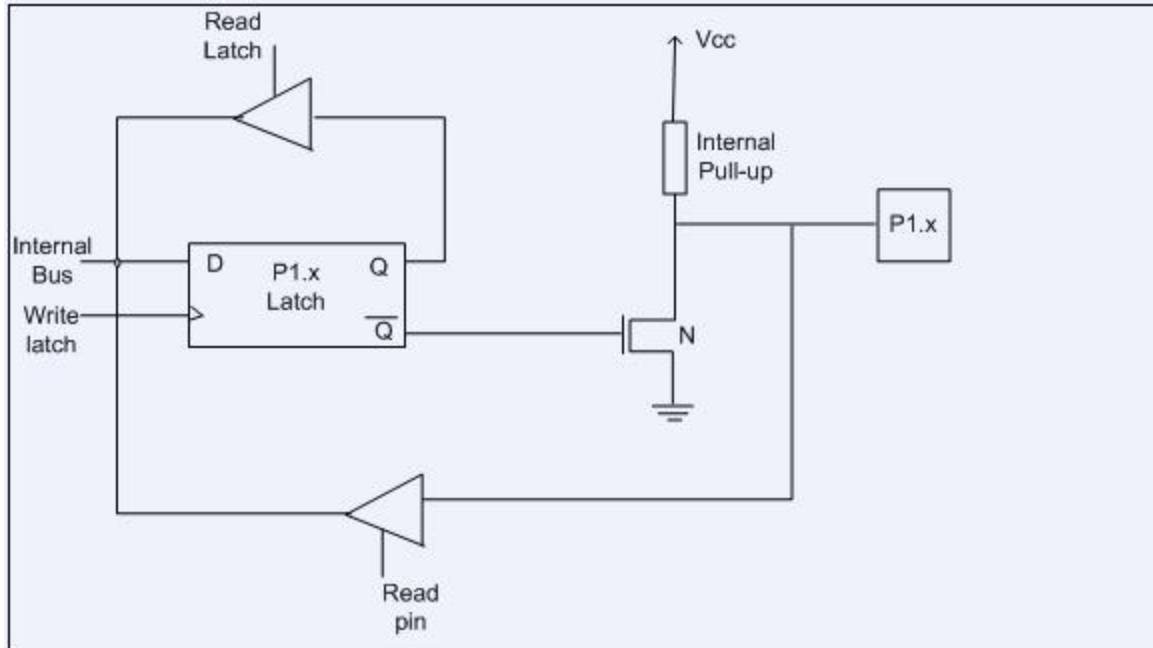 Read
Latch
Vcc
Internal
Pull-up
P1.x
Internal
Bus
D
P1.x
Latch
Q
Write
latch
Q
N
Read
pin